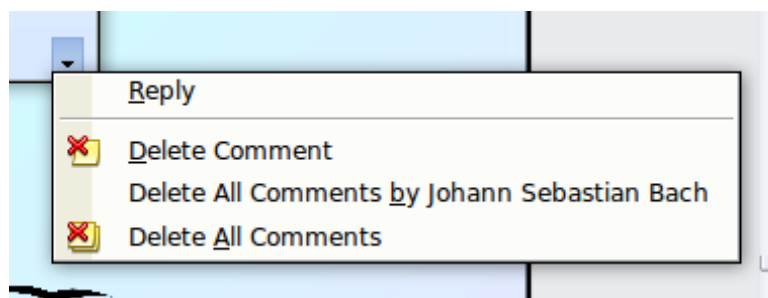 Reply
Delete Comment
Delete All Comments by Johann Sebastian Bach
Delete All Comments